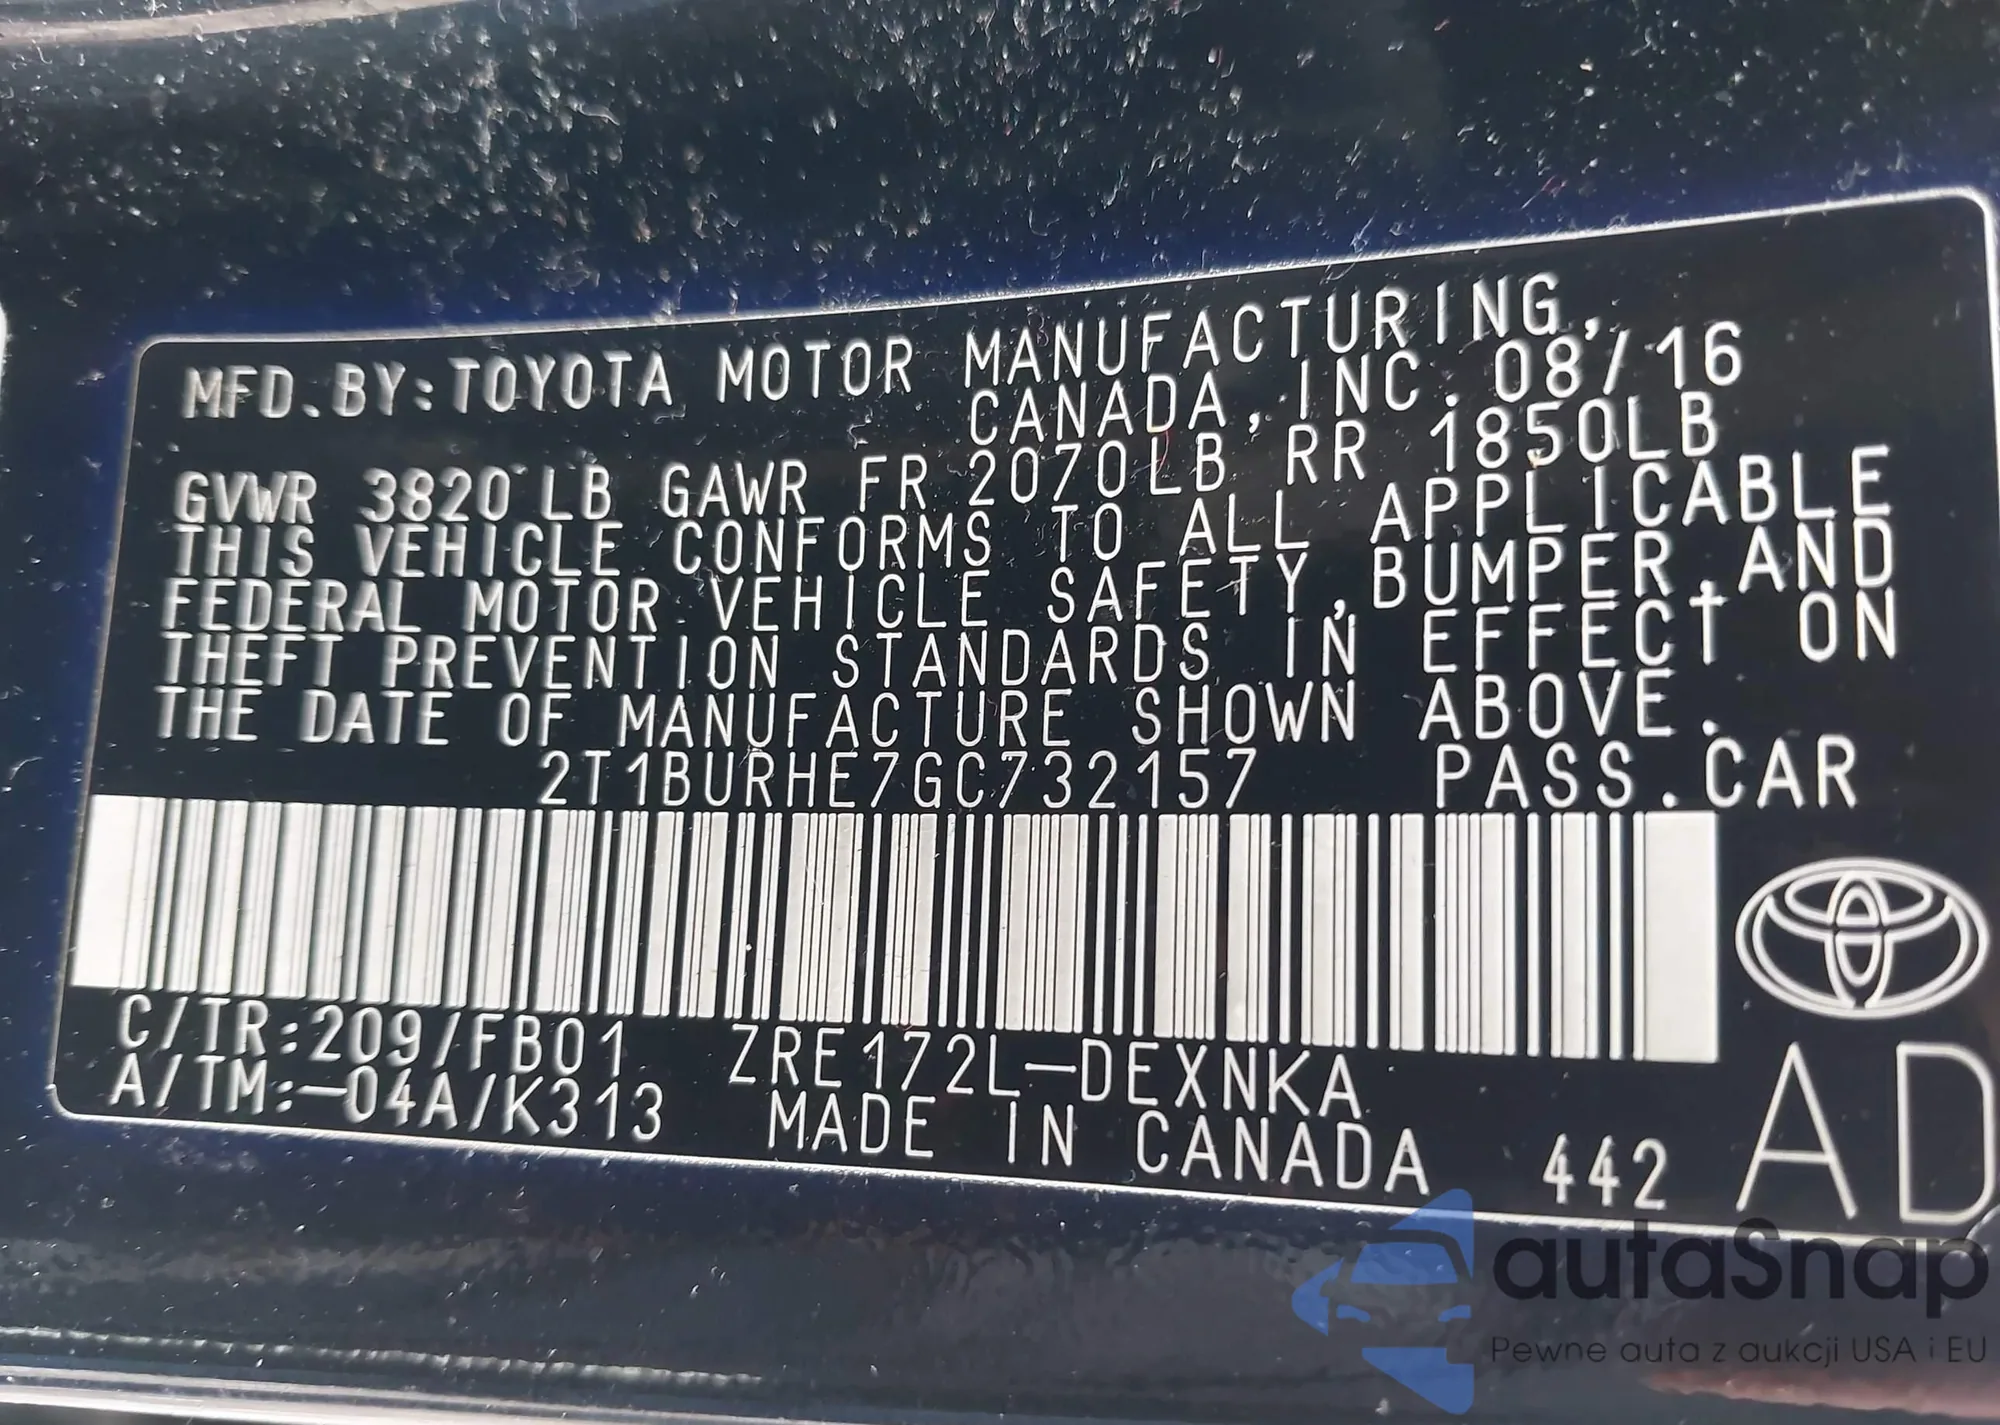 MFD.BY:TOYOTA MOTOR MANUFACTURING,
CANADA, INC. 08/16
GVWR 3820 LB GAWR FR 2070LB RR 1850LB
THIS VEHICLE CONFORMS TO ALL APPLICABLE
FEDERAL MOTOR VEHICLE SAFETY, BUMPER, AND
THEFT PREVENTION STANDARDS IN EFFECT ON
THE DATE OF MANUFACTURE SHOWN ABOVE.
2T1BURHE7GC732157 PASS.CAR
C/TR:209/FB01 ZRE172L-DEXNKA
A/TM:-04A/K313 MADE IN CANADA 442 AD
autaSnap
Pewne auta z aukcji USA i EU